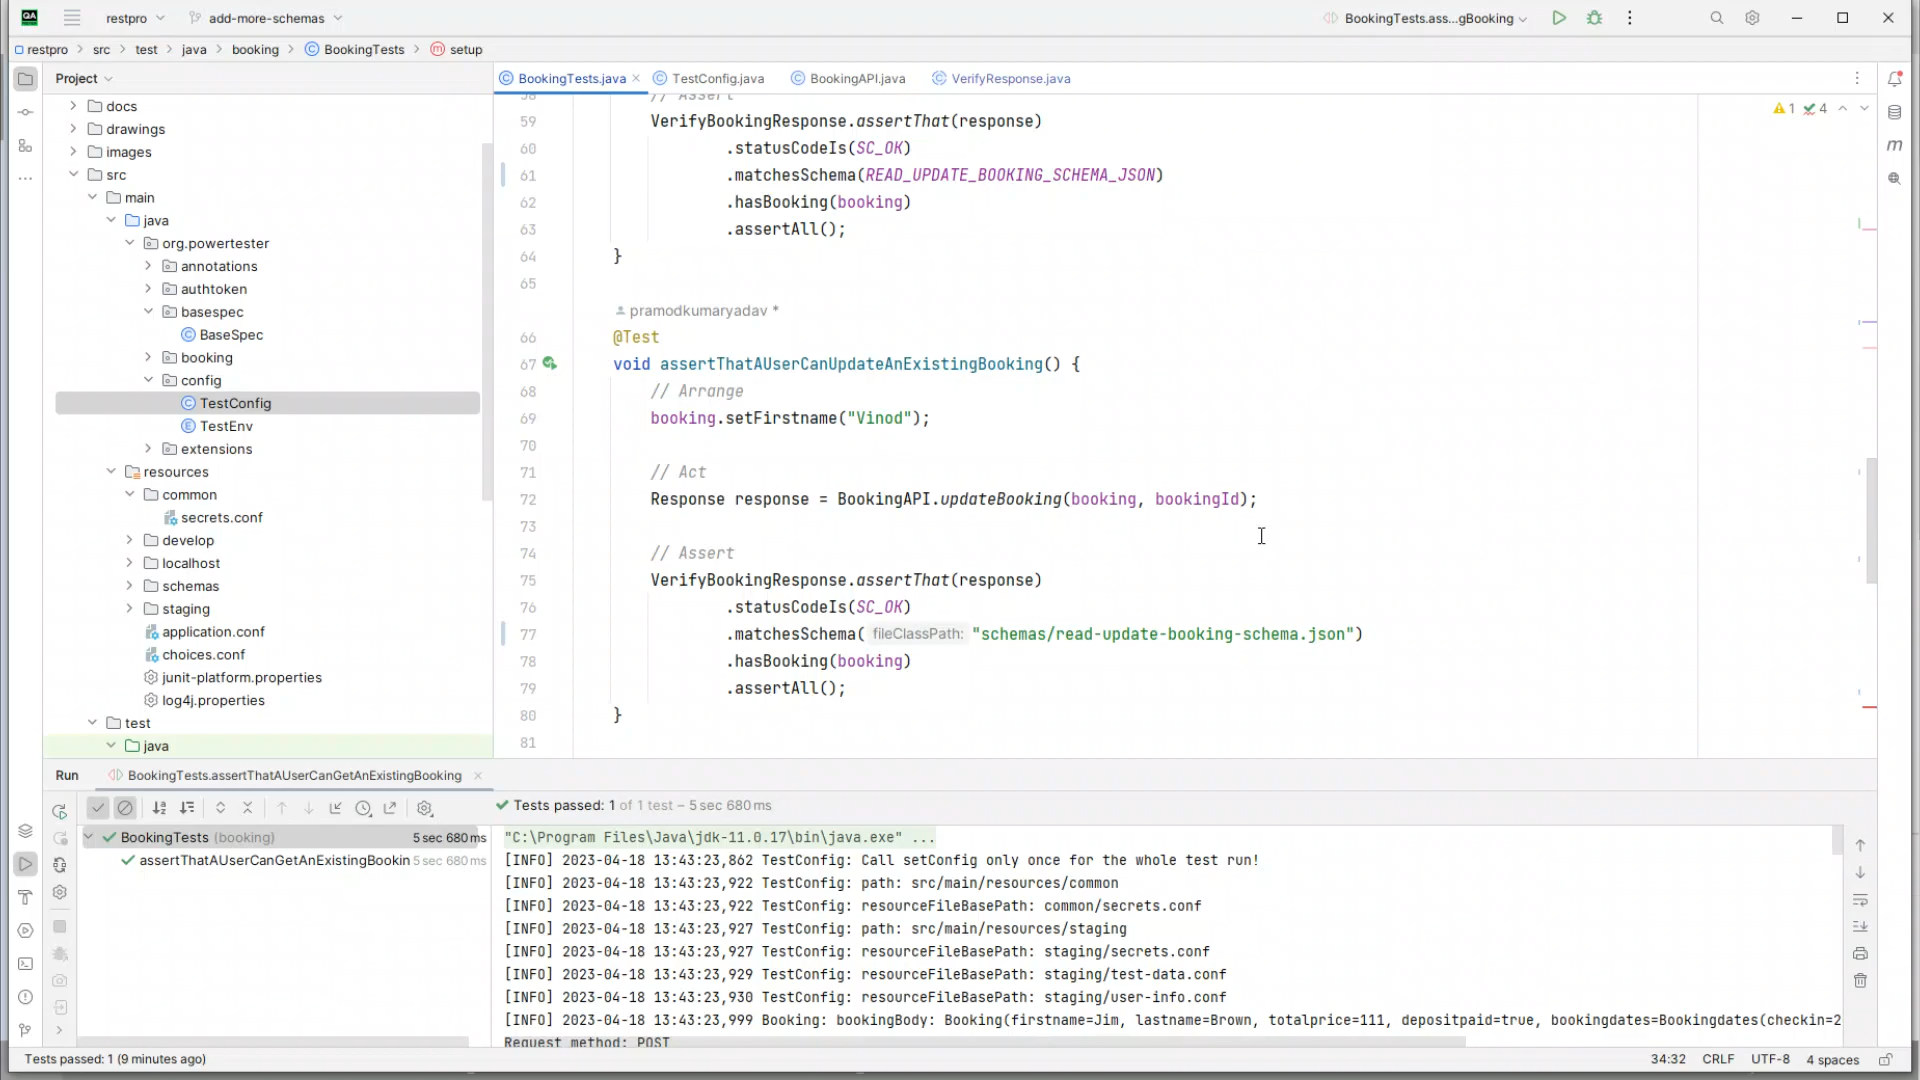 QA restpro add-more-schemas BookingTests.ass...gBooking
restpro src test java booking BookingTests setup
Project
docs
drawings
images
src
main
java
org.powertester
annotations
authtoken
basespec
BaseSpec
booking
config
TestConfig
TestEnv
extensions
resources
common
secrets.conf
develop
localhost
schemas
staging
application.conf
choices.conf
junit-platform.properties
log4j.properties
test
java
BookingTests.java TestConfig.java BookingAPI.java VerifyResponse.java
1 4
58 // Assert
59 VerifyBookingResponse.assertThat(response)
60 .statusCodeIs(SC_OK)
61 .matchesSchema(READ_UPDATE_BOOKING_SCHEMA_JSON)
62 .hasBooking(booking)
63 .assertAll();
64 }
65
pramodkumaryadav *
66 @Test
67 void assertThatAUserCanUpdateAnExistingBooking() {
68 // Arrange
69 booking.setFirstname("Vinod");
70
71 // Act
72 Response response = BookingAPI.updateBooking(booking, bookingId);
73
74 // Assert
75 VerifyBookingResponse.assertThat(response)
76 .statusCodeIs(SC_OK)
77 .matchesSchema( fileClassPath: "schemas/read-update-booking-schema.json")
78 .hasBooking(booking)
79 .assertAll();
80 }
81
Run BookingTests.assertThatAUserCanGetAnExistingBooking
Tests passed: 1 of 1 test – 5 sec 680 ms
BookingTests (booking) 5 sec 680 ms
assertThatAUserCanGetAnExistingBookin 5 sec 680 ms
"C:\Program Files\Java\jdk-11.0.17\bin\java.exe" ...
[INFO] 2023-04-18 13:43:23,862 TestConfig: Call setConfig only once for the whole test run!
[INFO] 2023-04-18 13:43:23,922 TestConfig: path: src/main/resources/common
[INFO] 2023-04-18 13:43:23,922 TestConfig: resourceFileBasePath: common/secrets.conf
[INFO] 2023-04-18 13:43:23,927 TestConfig: path: src/main/resources/staging
[INFO] 2023-04-18 13:43:23,927 TestConfig: resourceFileBasePath: staging/secrets.conf
[INFO] 2023-04-18 13:43:23,929 TestConfig: resourceFileBasePath: staging/test-data.conf
[INFO] 2023-04-18 13:43:23,930 TestConfig: resourceFileBasePath: staging/user-info.conf
[INFO] 2023-04-18 13:43:23,999 Booking: bookingBody: Booking(firstname=Jim, lastname=Brown, totalprice=111, depositpaid=true, bookingdates=Bookingdates(checkin=2
Request method: POST
Tests passed: 1 (9 minutes ago) 34:32 CRLF UTF-8 4 spaces